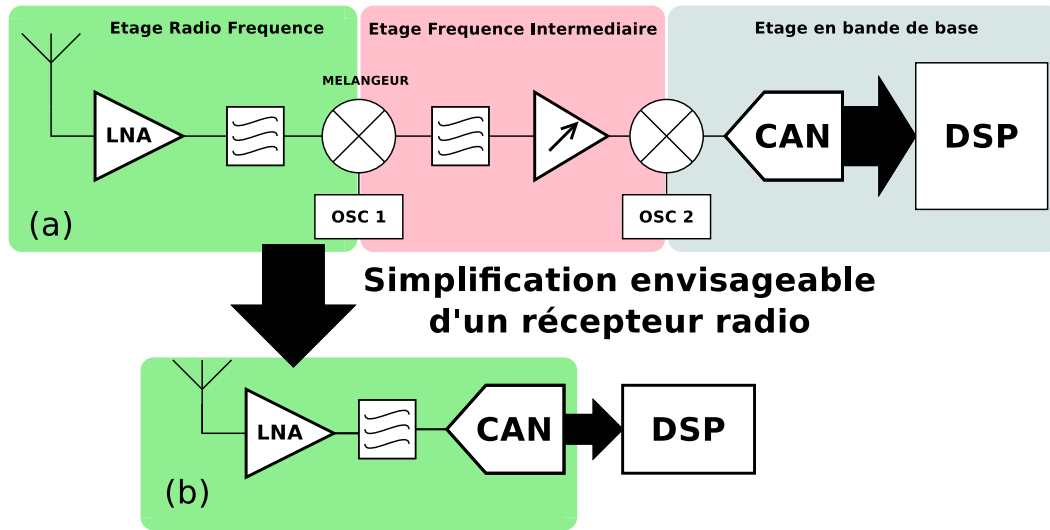 Etage Radio Frequence
Etage Frequence Intermediaire
Etage en bande de base
MELANGEUR
LNA
CAN
DSP
OSC 1
OSC 2
(a)
Simplification envisageable
d'un récepteur radio
LNA
CAN
DSP
(b)